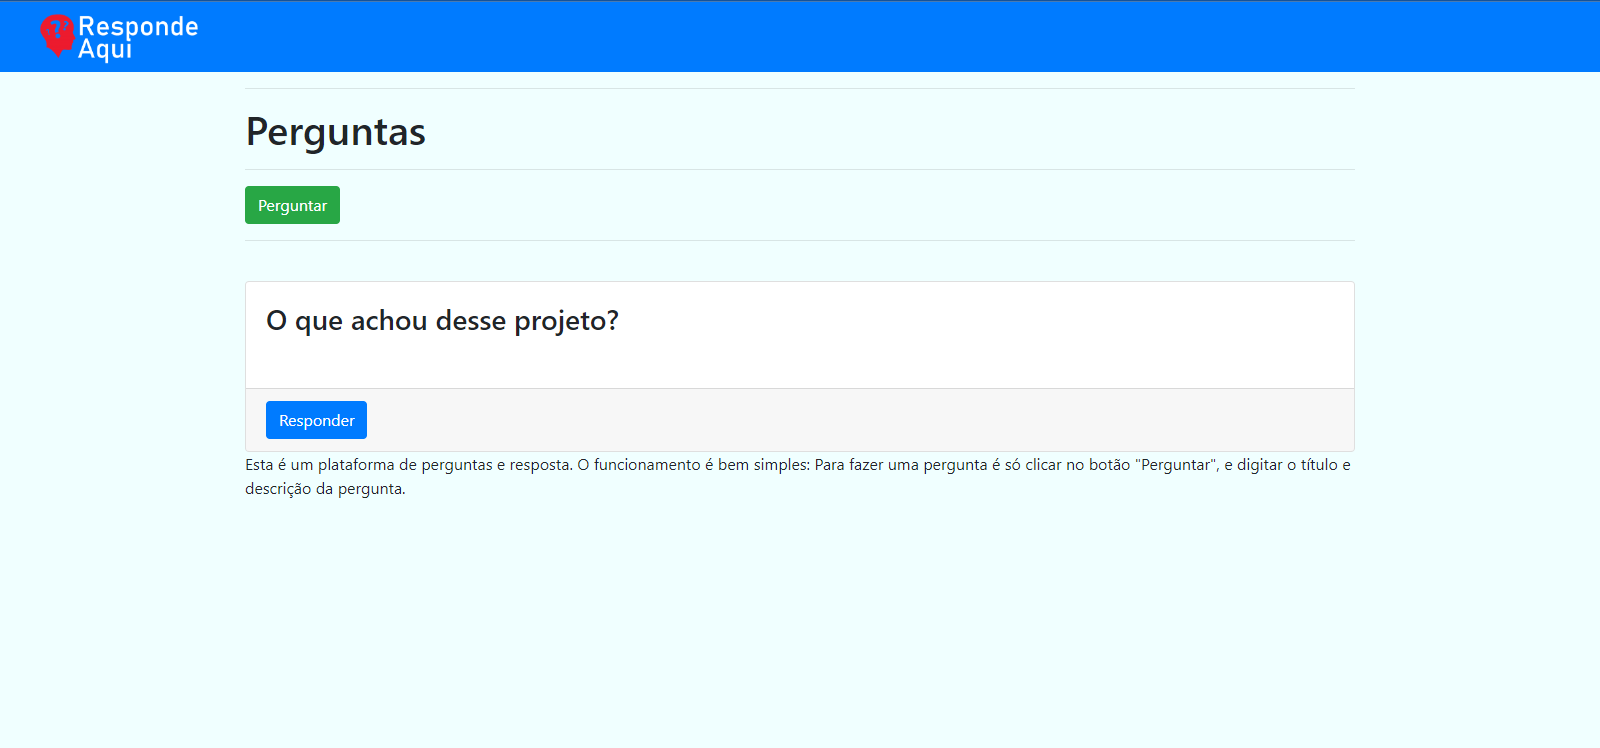 Responde
Aqui
Perguntas
Perguntar
O que achou desse projeto?
Responder
Esta é um plataforma de perguntas e resposta. O funcionamento é bem simples: Para fazer uma pergunta é só clicar no botão "Perguntar", e digitar o título e
descrição da pergunta.